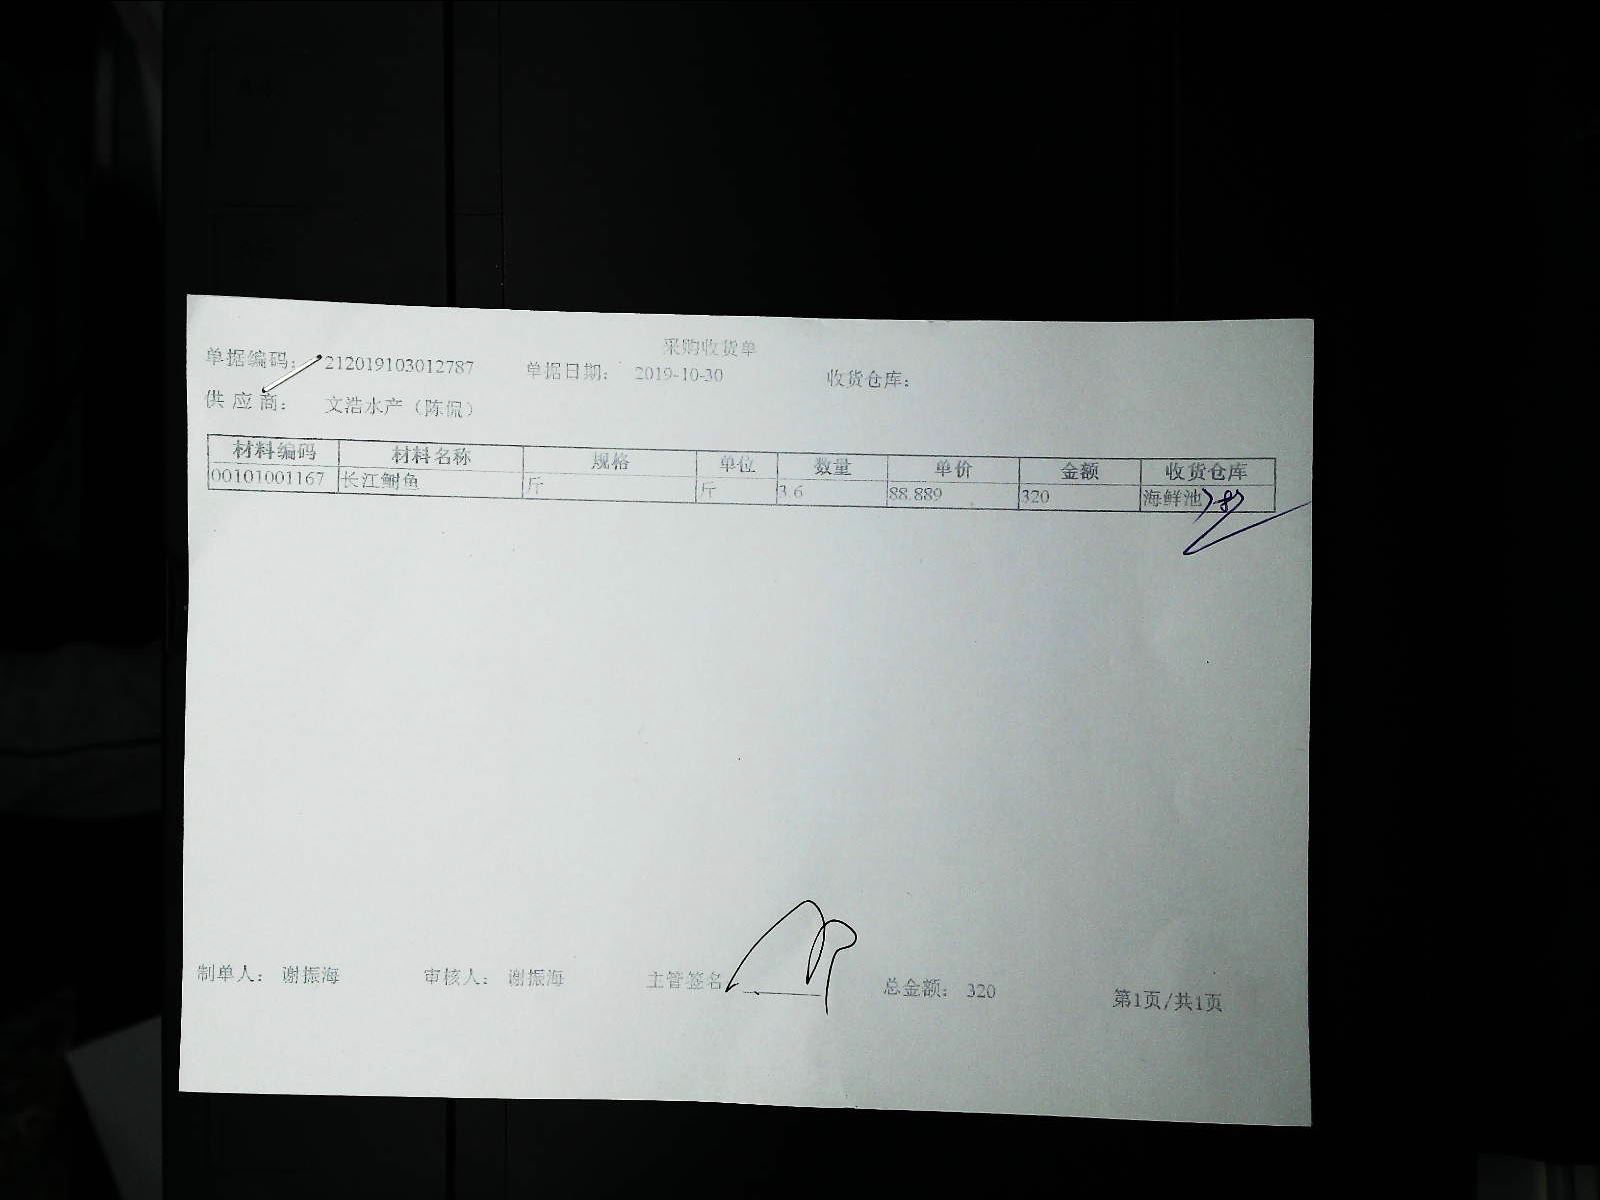 采购收货单
单据编码: 212019103012787 单据日期: 2019-10-30 收货仓库:
供应商: 文浩水产（陈侃）
材料编码 材料名称 规格 单位 数量 单价 金额 收货仓库
00101001167 长江鮰鱼 斤 斤 3.6 88.889 320 海鲜池
制单人: 谢振海 审核人: 谢振海 主管签名 总金额: 320 第1页/共1页